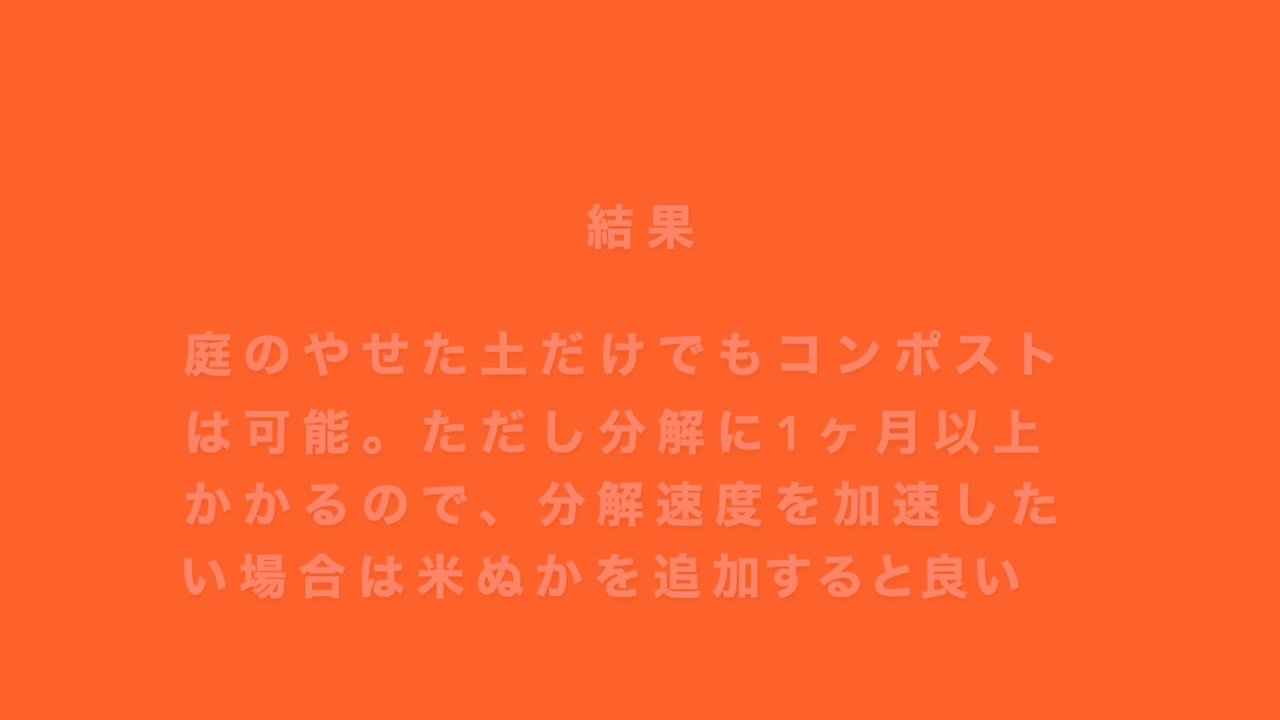 結果
庭のやせた土だけでもコンポスト
は可能。ただし分解に1ヶ月以上
かかるので、分解速度を加速した
い場合は米ぬかを追加すると良い